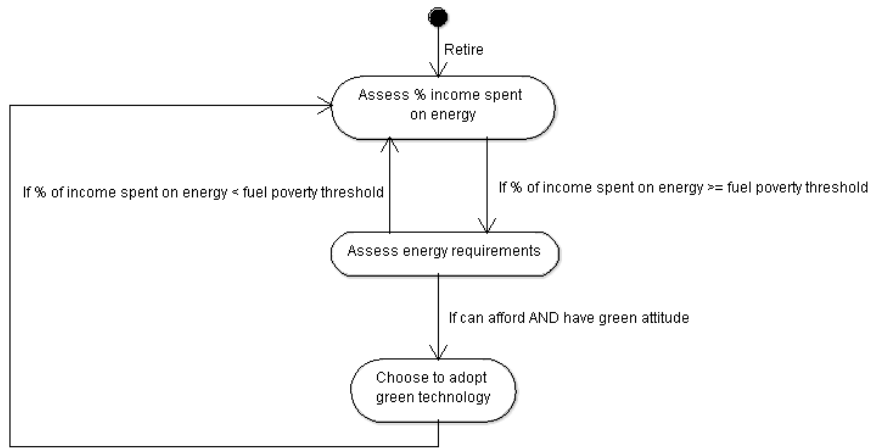 Retire
Assess % income spent
on energy
If % of income spent on energy < fuel poverty threshold
If % of income spent on energy >= fuel poverty threshold
Assess energy requirements
If can afford AND have green attitude
Choose to adopt
green technology